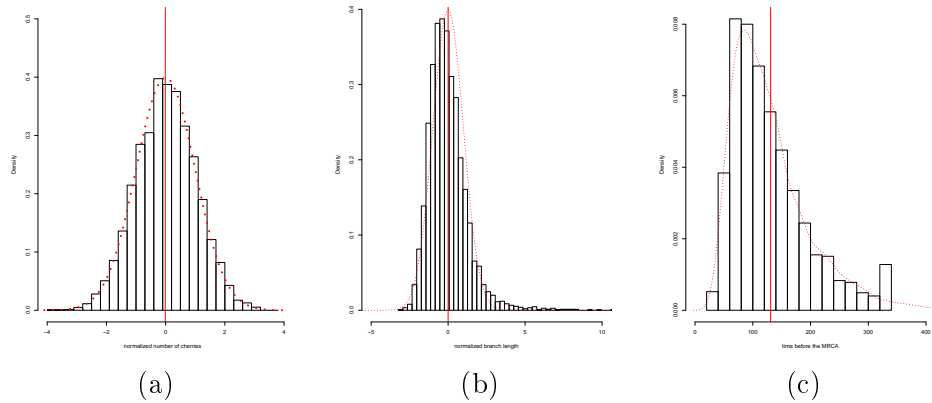 0.5
0.4
0.3
0.2
0.1
0.0
Density
−4 −2 0 2 4
normalized number of cherries
(a)
0.4
0.3
0.2
0.1
0.0
Density
−5 0 5 10
normalized branch length
(b)
0.008
0.006
0.004
0.002
0.000
Density
0 100 200 300 400
time before the MRCA
(c)